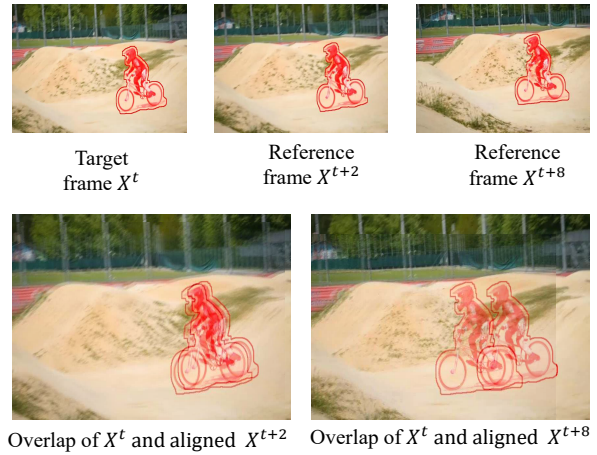 Target
frame X^t
Reference
frame X^{t+2}
Reference
frame X^{t+8}
Overlap of X^t and aligned X^{t+2}
Overlap of X^t and aligned X^{t+8}